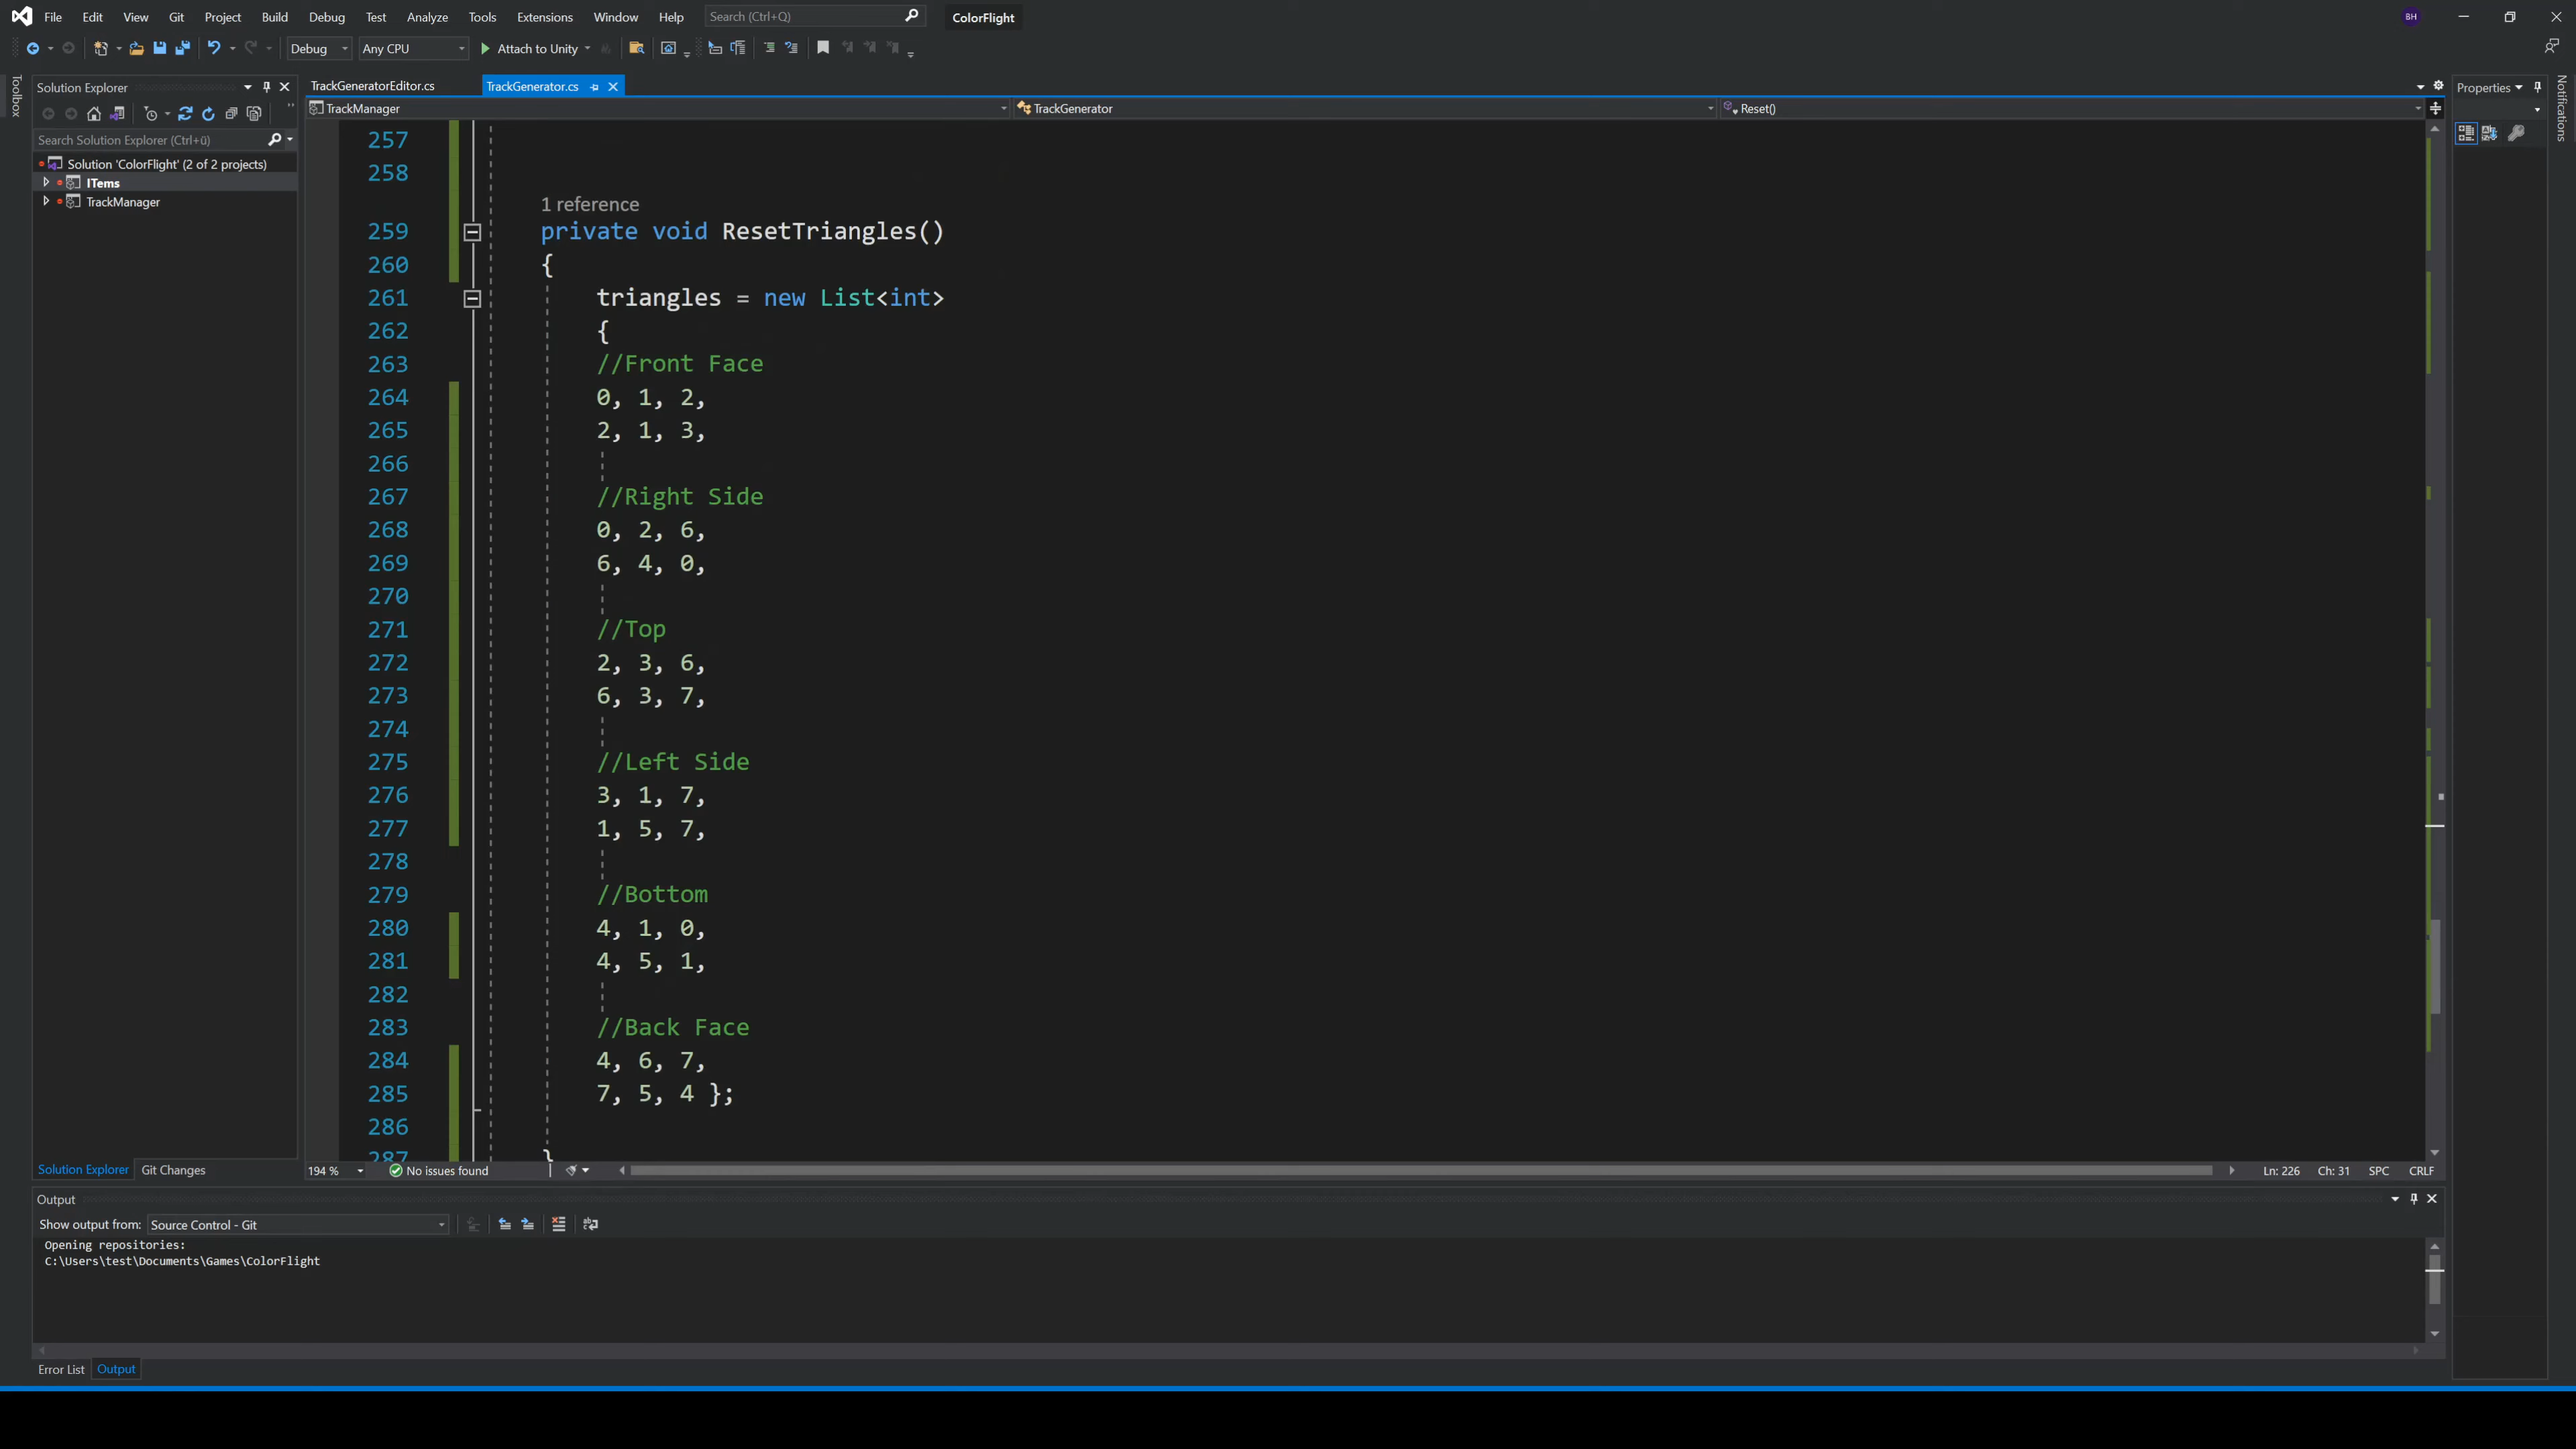 File Edit View Git Project Build Debug Test Analyze Tools Extensions Window Help Search (Ctrl+Q) ColorFlight BH
Debug Any CPU Attach to Unity
Toolbox
Solution Explorer
Search Solution Explorer (Ctrl+ü)
Solution 'ColorFlight' (2 of 2 projects)
ITems
TrackManager
Solution Explorer Git Changes
TrackGeneratorEditor.cs TrackGenerator.cs
TrackManager TrackGenerator Reset()
257
258
1 reference
259 private void ResetTriangles()
260 {
261 triangles = new List<int>
262 {
263 //Front Face
264 0, 1, 2,
265 2, 1, 3,
266
267 //Right Side
268 0, 2, 6,
269 6, 4, 0,
270
271 //Top
272 2, 3, 6,
273 6, 3, 7,
274
275 //Left Side
276 3, 1, 7,
277 1, 5, 7,
278
279 //Bottom
280 4, 1, 0,
281 4, 5, 1,
282
283 //Back Face
284 4, 6, 7,
285 7, 5, 4 };
286
287 }
194 % No issues found Ln: 226 Ch: 31 SPC CRLF
Properties
Notifications
Output
Show output from: Source Control - Git
Opening repositories:
C:\Users\test\Documents\Games\ColorFlight
Error List Output